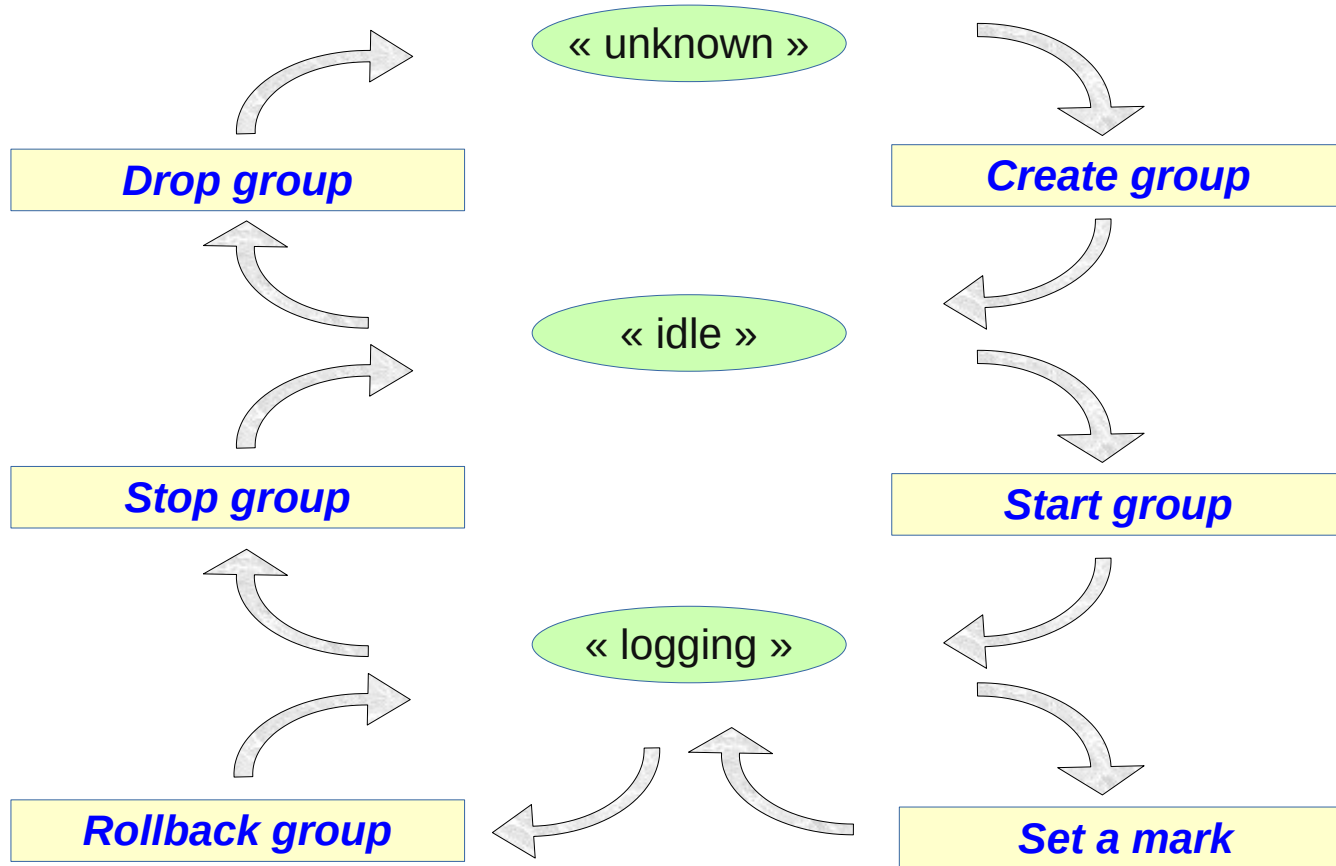 « unknown »
Drop group
Create group
« idle »
Stop group
Start group
« logging »
Rollback group
Set a mark